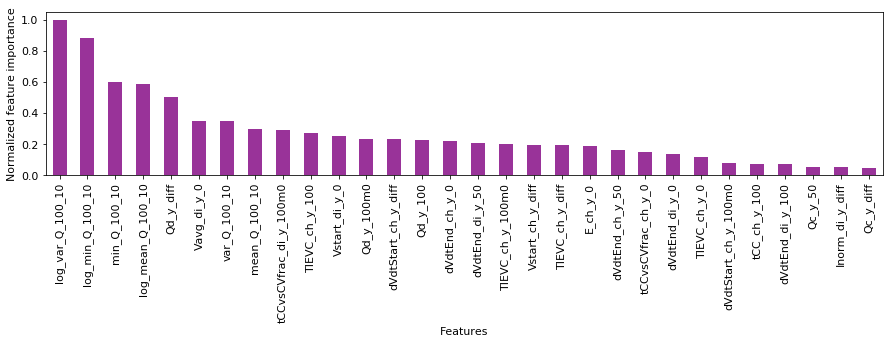 Normalized feature importance
1.0
0.8
0.6
0.4
0.2
0.0
log_var_Q_100_10
log_min_Q_100_10
min_Q_100_10
log_mean_Q_100_10
Qd_y_diff
Vavg_di_y_0
var_Q_100_10
mean_Q_100_10
tCCvsCVfrac_di_y_100m0
TIEVC_ch_y_100
Vstart_di_y_0
Qd_y_100m0
dVdtStart_ch_y_diff
Qd_y_100
dVdtEnd_ch_y_0
dVdtEnd_di_y_50
TIEVC_ch_y_100m0
Vstart_ch_y_diff
TIEVC_ch_y_diff
E_ch_y_0
dVdtEnd_ch_y_50
tCCvsCVfrac_ch_y_0
dVdtEnd_di_y_0
TIEVC_ch_y_0
dVdtStart_ch_y_100m0
tCC_ch_y_100
dVdtEnd_di_y_100
Qc_y_50
Inorm_di_y_diff
Qc_y_diff
Features